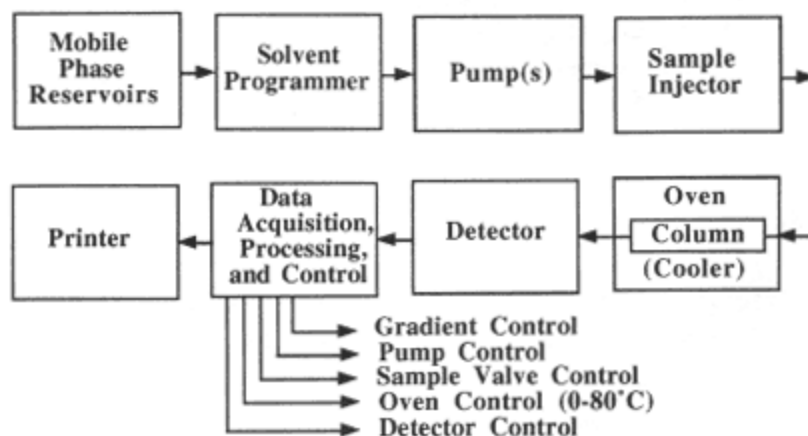 Mobile
Phase
Reservoirs
Solvent
Programmer
Pump(s)
Sample
Injector
Printer
Data
Acquisition,
Processing,
and Control
Detector
Oven
Column
(Cooler)
Gradient Control
Pump Control
Sample Valve Control
Oven Control (0-80°C)
Detector Control